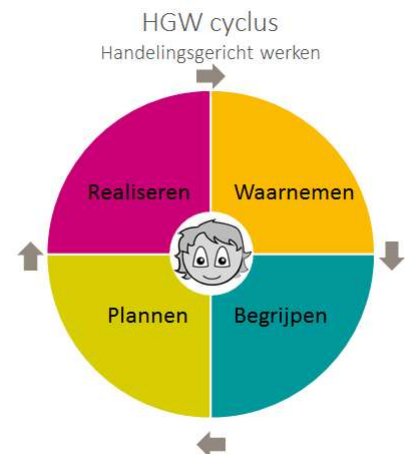 HGW cyclus
Handelingsgericht werken
Realiseren Waarnemen
Plannen Begrijpen